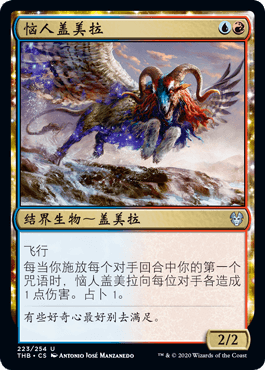 恼人盖美拉
结界生物～盖美拉
飞行
每当你施放每个对手回合中你的第一个
咒语时，恼人盖美拉向每位对手各造成
1点伤害。占卜1。
有些好奇心最好别去满足。
2/2
223/254 U
THB • CS Antonio José Manzanedo
™ & © 2020 Wizards of the Coast